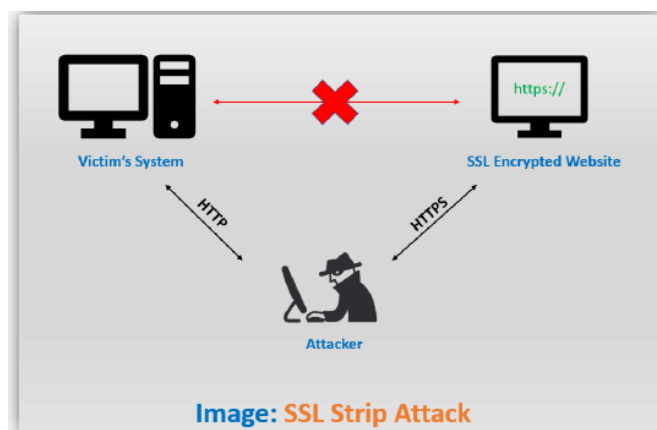 https://
Victim's System
SSL Encrypted Website
HTTP
HTTPS
Attacker
Image: SSL Strip Attack